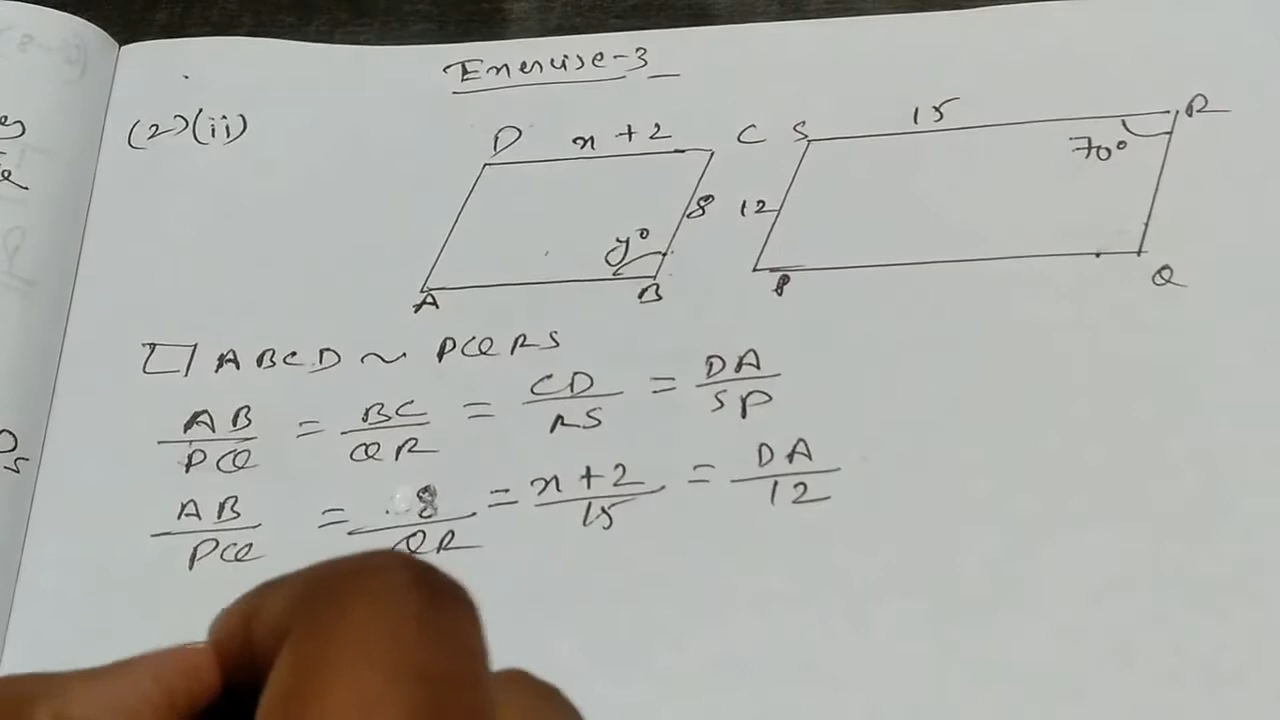 Exercise-3
(2)(ii)
D x+2 C S 15 R
70°
8 12
y°
A B P Q
□ ABCD ~ PQRS
AB/PQ = BC/QR = CD/RS = DA/SP
AB/PQ = 8/QR = x+2/15 = DA/12